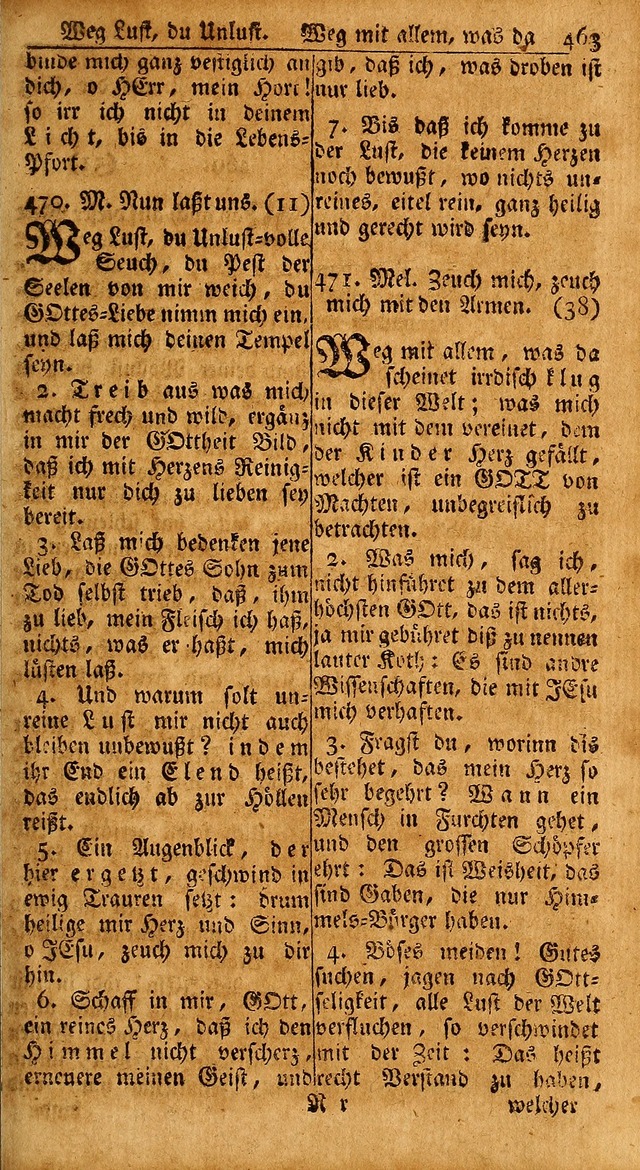 Weg Lust, du Unlust. Weg mit allem, was da 463
binde mich ganz vestiglich an
dich, o HErr, mein Hort!
so irr ich nicht in deinem
Licht, bis in die Lebens=
Pfort.
470. M. Nun laßt uns. (11)
Weg Lust, du Unlust=volle
Seuch, du Pest der
Seelen von mir weich, du
GOttes=Liebe nimm mich ein,
und laß mich deinen Tempel
seyn.
2. Treib aus was mich
macht frech und wild, ergänz
in mir der GOttheit Bild,
daß ich mit Herzens Reinig=
keit nur dich zu lieben sey
bereit.
3. Laß mich bedenken jene
Lieb, die GOttes Sohn zum
Tod selbst trieb, daß, ihm
zu lieb, mein Fleisch ich haß,
nichts, was er haßt, mich
lüsten laß.
4. Und warum solt un=
reine Lust mir nicht auch
bleiben unbewußt? indem
ihr End ein Elend heißt,
das endlich ab zur Höllen
reißt.
5. Ein Augenblick, der
hier ergetzt, geschwind in
ewig Trauren setzt: drum
heilige mir Herz und Sinn,
o JEsu, zeuch mich zu dir
hin.
6. Schaff in mir, GOtt,
ein reines Herz, daß ich den
Himmel nicht verscherz,
erneuere meinen Geist, und
gib, daß ich, was droben ist
nur lieb.
7. Bis daß ich komme zu
der Lust, die keinem Herzen
noch bewußt, wo nichts un=
reines, eitel rein, ganz heilig
und gerecht wird seyn.
471. Mel. Zeuch mich, zeuch
mich mit den Armen. (38)
Weg mit allem, was da
scheinet irrdisch klug
in dieser Welt; was mich
nicht mit dem vereinet, dem
der Kinder Herz gefällt,
welcher ist ein GOTT von
Machten, unbegreiflich zu
betrachten.
2. Was mich, sag ich,
nicht hinführet zu dem aller=
höchsten GOtt, das ist nichts,
ja mir gebühret diß zu nennen
lauter Koth: Es sind andre
Wissenschaften, die mit JEsu
mich verhaften.
3. Fragst du, worinn dis
bestehet, das mein Herz so
sehr begehrt? Wann ein
Mensch in Furchten gehet,
und den grossen Schöpfer
ehrt: Das ist Weisheit, das
sind Gaben, die nur Him=
mels=Bürger haben.
4. Böses meiden! Gutes
suchen, jagen nach GOtt=
seligkeit, alle Lust der Welt
verfluchen, so verschwindet
mit der Zeit: Das heißt
recht Verstand zu haben,
N r welcher